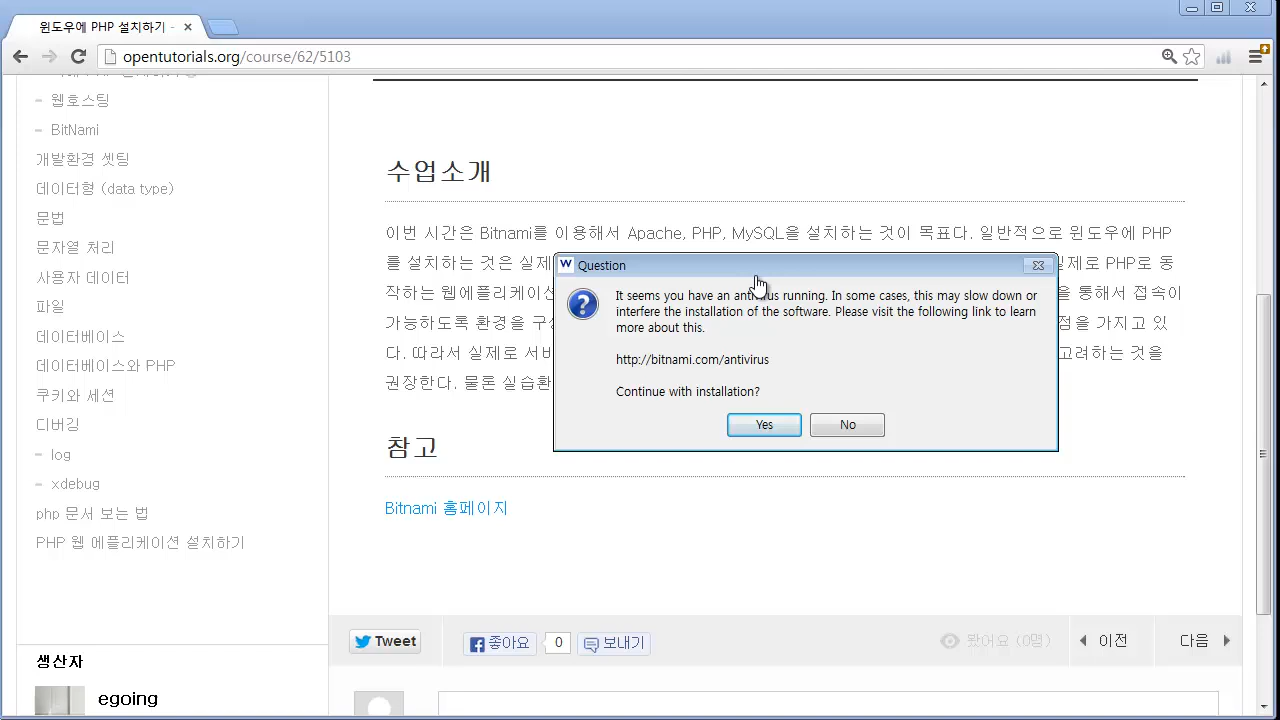 윈도우에 PHP 설치하기 -
opentutorials.org/course/62/5103
- 웹호스팅
- BitNami
개발환경 셋팅
데이터형 (data type)
문법
문자열 처리
사용자 데이터
파일
데이터베이스
데이터베이스와 PHP
쿠키와 세션
디버깅
- log
- xdebug
php 문서 보는 법
PHP 웹 에플리케이션 설치하기
생산자
egoing
수업소개
이번 시간은 Bitnami를 이용해서 Apache, PHP, MySQL을 설치하는 것이 목표다. 일반적으로 윈도우에 PHP
를 설치하는 것은 실제 실제로 PHP로 동
작하는 웹에플리케이션 을 통해서 접속이
가능하도록 환경을 구성 점을 가지고 있
다. 따라서 실제로 서비 고려하는 것을
권장한다. 물론 실습환
Question
It seems you have an antivirus running. In some cases, this may slow down or
interfere the installation of the software. Please visit the following link to learn
more about this.
http://bitnami.com/antivirus
Continue with installation?
Yes No
참고
Bitnami 홈페이지
Tweet 좋아요 0 보내기 봤어요 (0명) 이전 다음